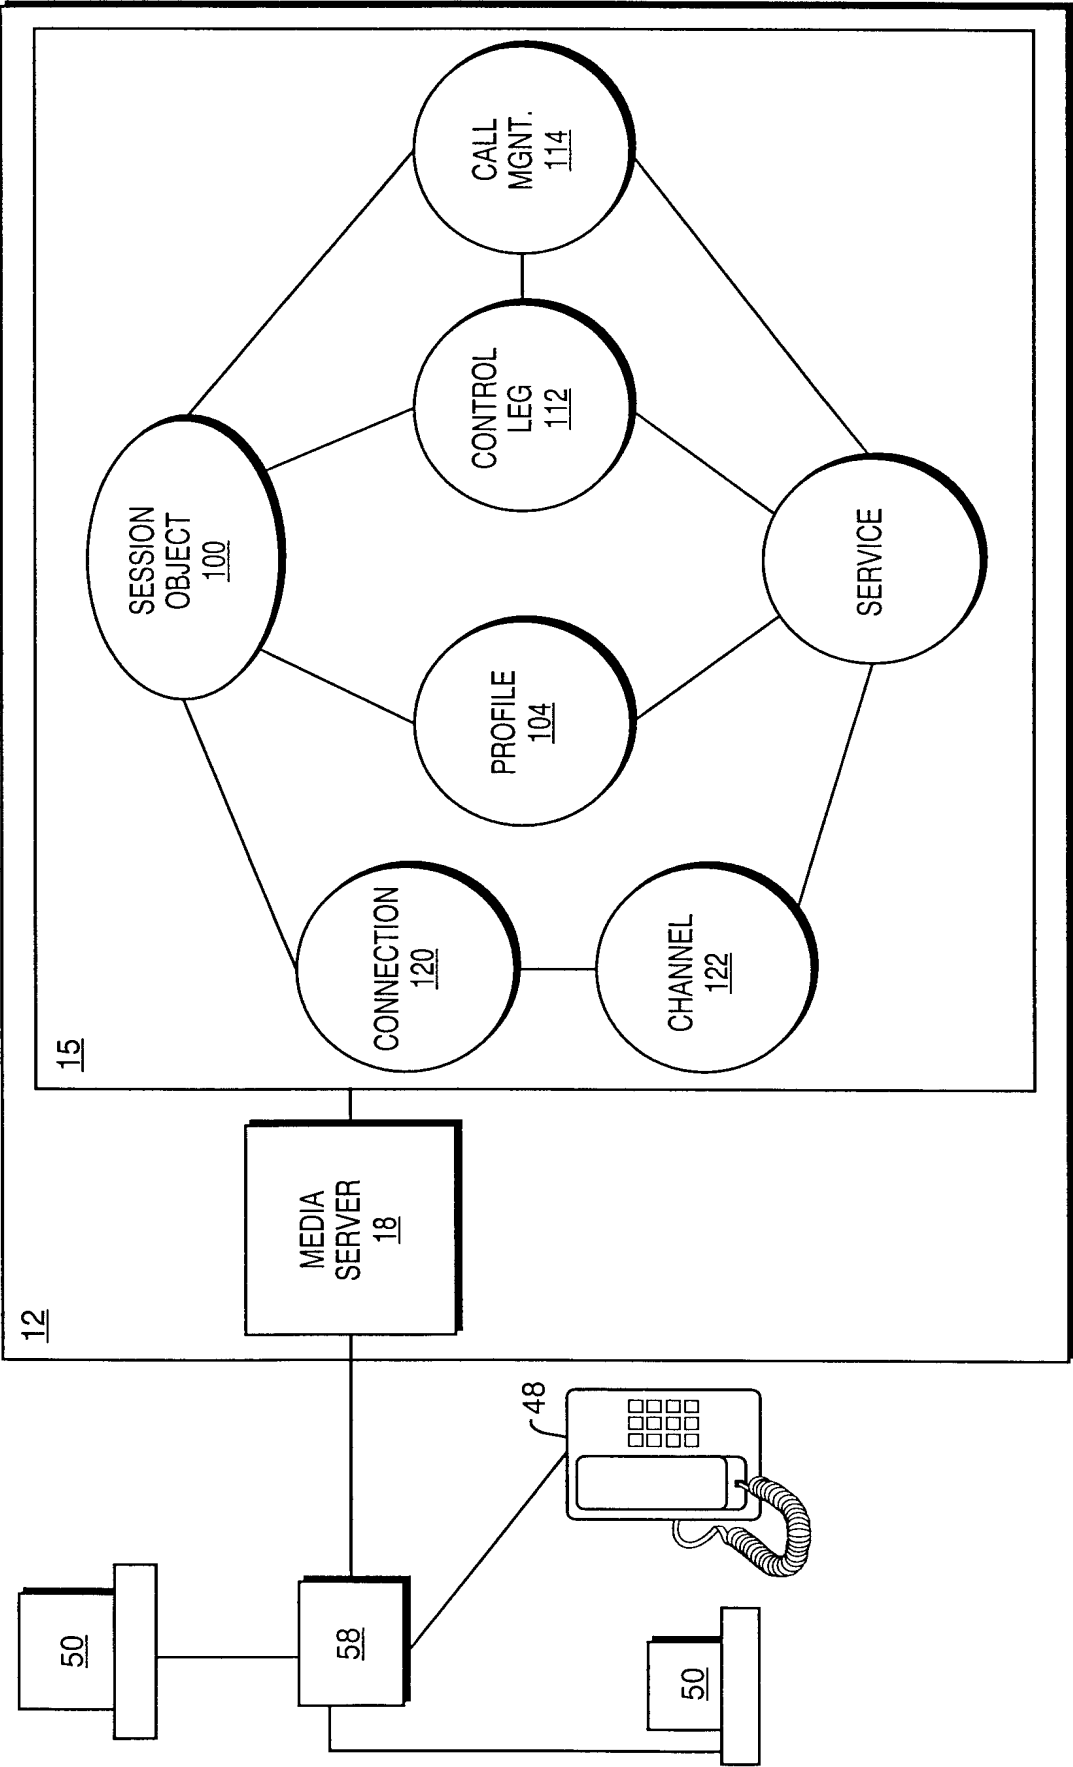 12
15
SESSION
OBJECT
100
CONNECTION
120
PROFILE
104
CONTROL
LEG
112
CALL
MGNT.
114
CHANNEL
122
SERVICE
MEDIA
SERVER
18
50
58
48
50